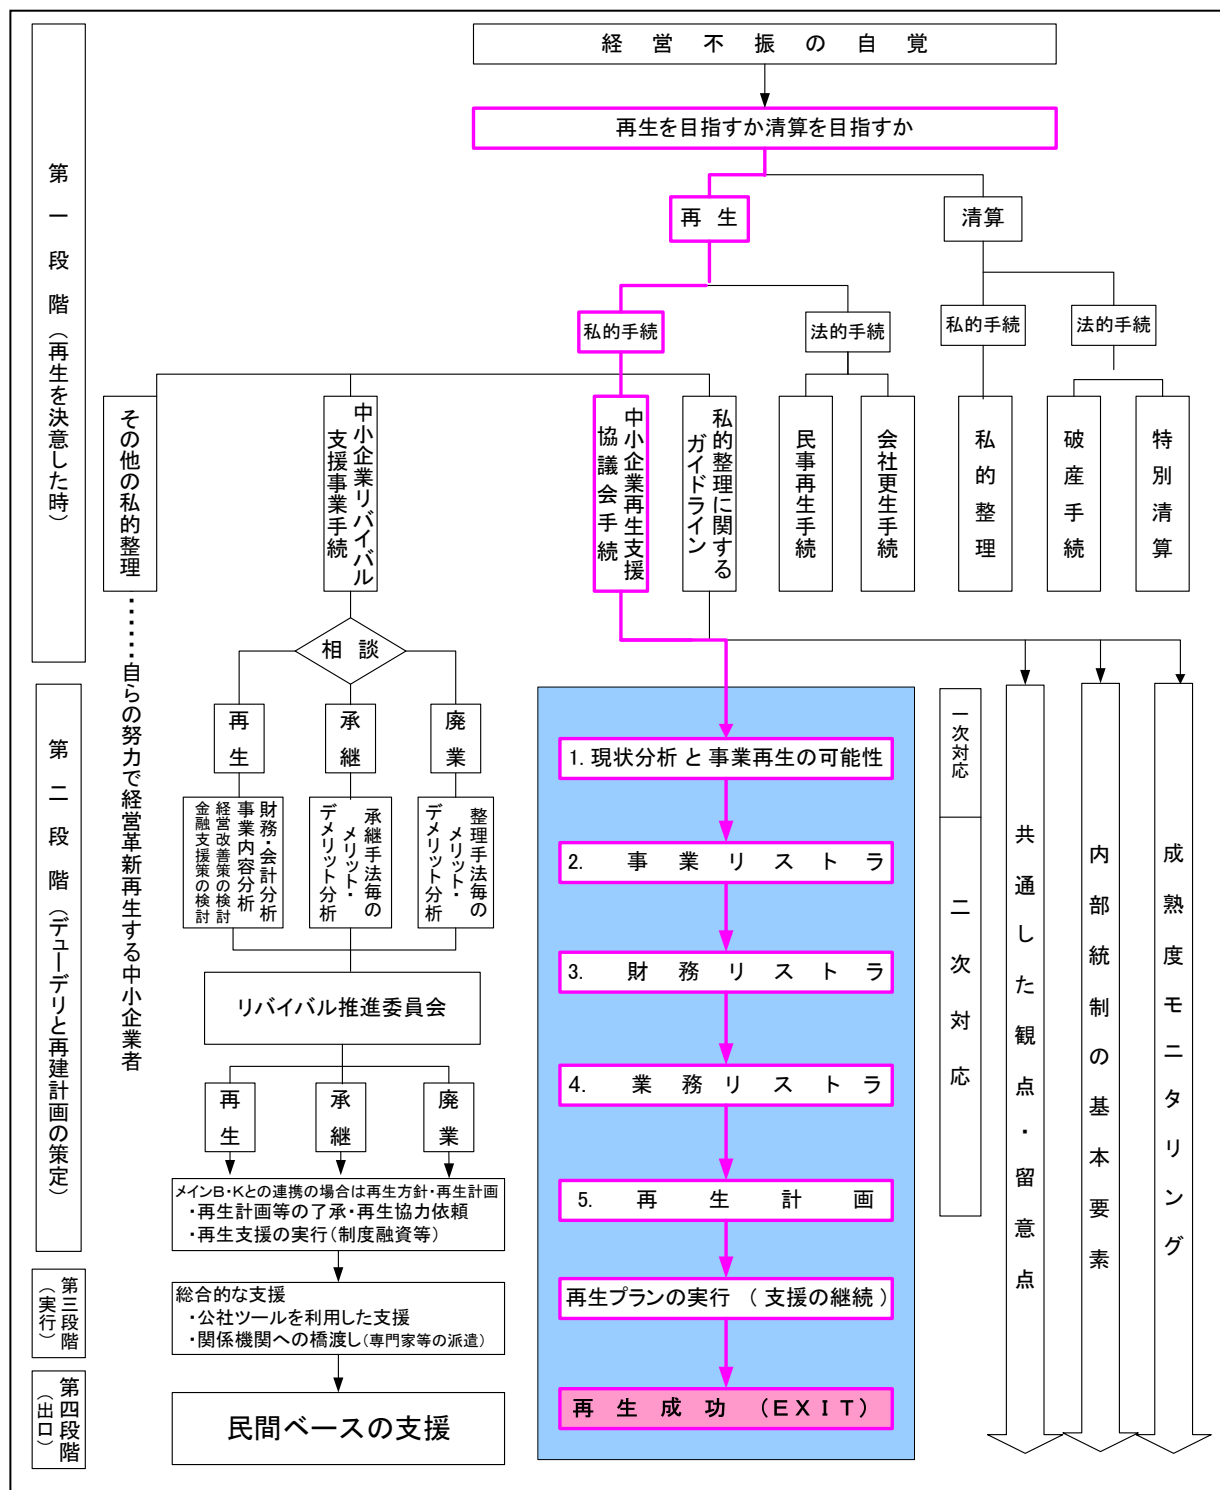 経営不振の自覚
再生を目指すか清算を目指すか
再生
清算
私的手続
法的手続
私的手続
法的手続
その他の私的整理
・・・・・・自らの努力で経営革新再生する中小企業者
中小企業リバイバル
支援事業手続
中小企業再生支援
協議会手続
私的整理に関する
ガイドライン
民事再生手続
会社更生手続
私的整理
破産手続
特別清算
第一段階（再生を決意した時）
第二段階（デューデリと再建計画の策定）
第三段階
（実行）
第四段階
（出口）
相談
再生
承継
廃業
財務・会計分析
事業内容分析
経営改善策の検討
金融支援策の検討
承継手法毎の
メリット・
デメリット分析
整理手法毎の
メリット・
デメリット分析
リバイバル推進委員会
再生
承継
廃業
メインB・Kとの連携の場合は再生方針・再生計画
・再生計画等の了承・再生協力依頼
・再生支援の実行（制度融資等）
総合的な支援
・公社ツールを利用した支援
・関係機関への橋渡し（専門家等の派遣）
民間ベースの支援
1. 現状分析 と 事業再生の可能性
2. 事業リストラ
3. 財務リストラ
4. 業務リストラ
5. 再生計画
再生プランの実行 （ 支援の継続 ）
再生成功（EXIT）
一次対応
二次対応
共通した観点・留意点
内部統制の基本要素
成熟度モニタリング